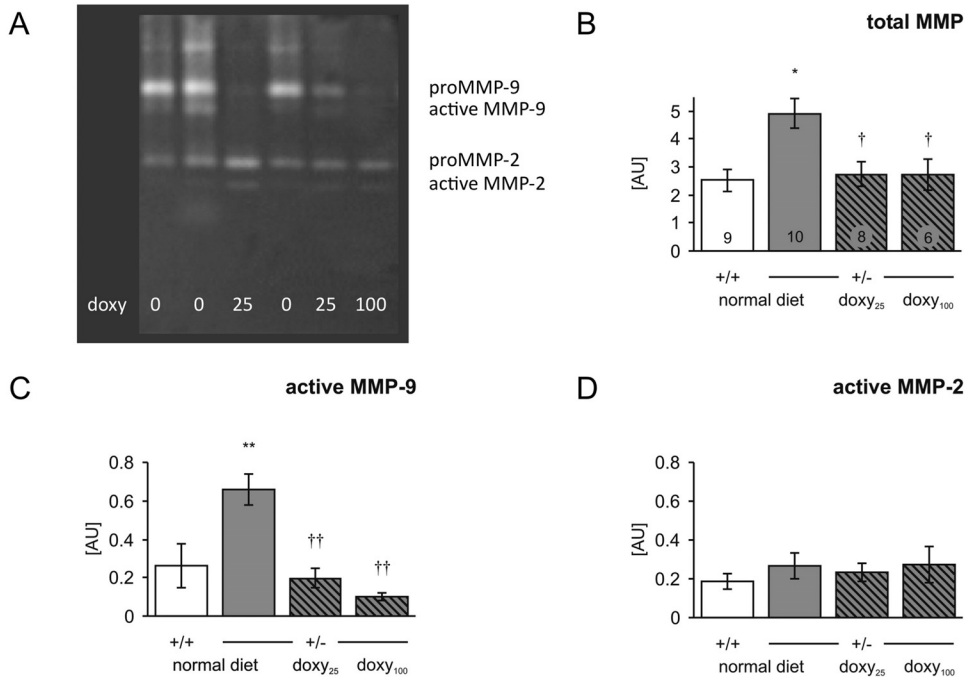 A
proMMP-9
active MMP-9
proMMP-2
active MMP-2
doxy 0 0 25 0 25 100
B
total MMP
*
† †
[AU]
5
4
3
2
1
0
9 10 8 6
+/+ +/-
normal diet doxy25 doxy100
C
active MMP-9
**
††
††
[AU]
0.8
0.6
0.4
0.2
0
+/+ +/-
normal diet doxy25 doxy100
D
active MMP-2
[AU]
0.8
0.6
0.4
0.2
0
+/+ +/-
normal diet doxy25 doxy100